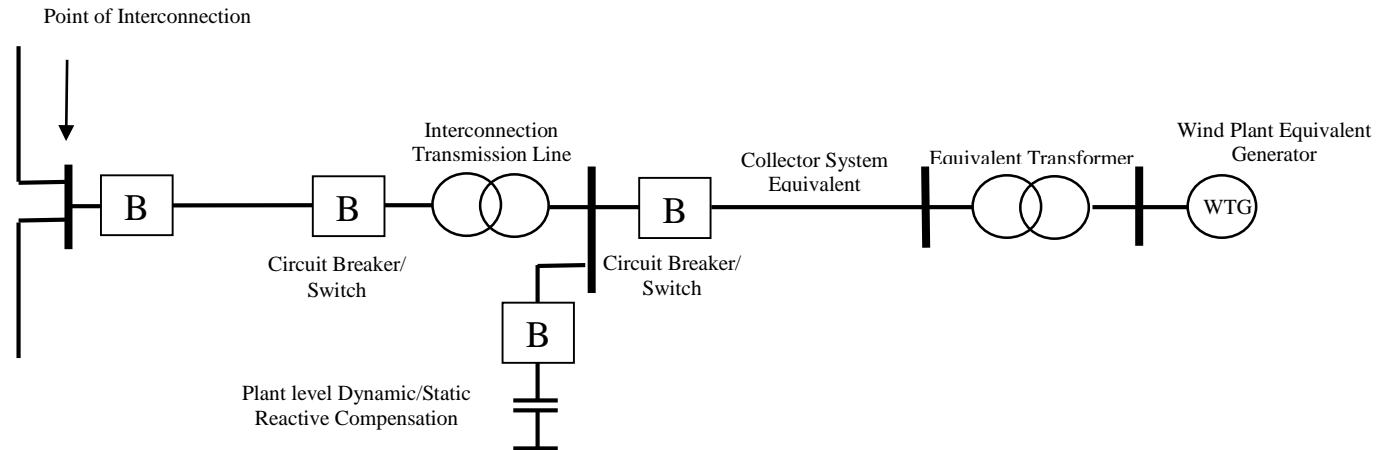 Point of Interconnection
Interconnection
Transmission Line
Collector System
Equivalent
Equivalent Transformer
Wind Plant Equivalent
Generator
B
B
B
WTG
Circuit Breaker/
Switch
Circuit Breaker/
Switch
B
Plant level Dynamic/Static
Reactive Compensation